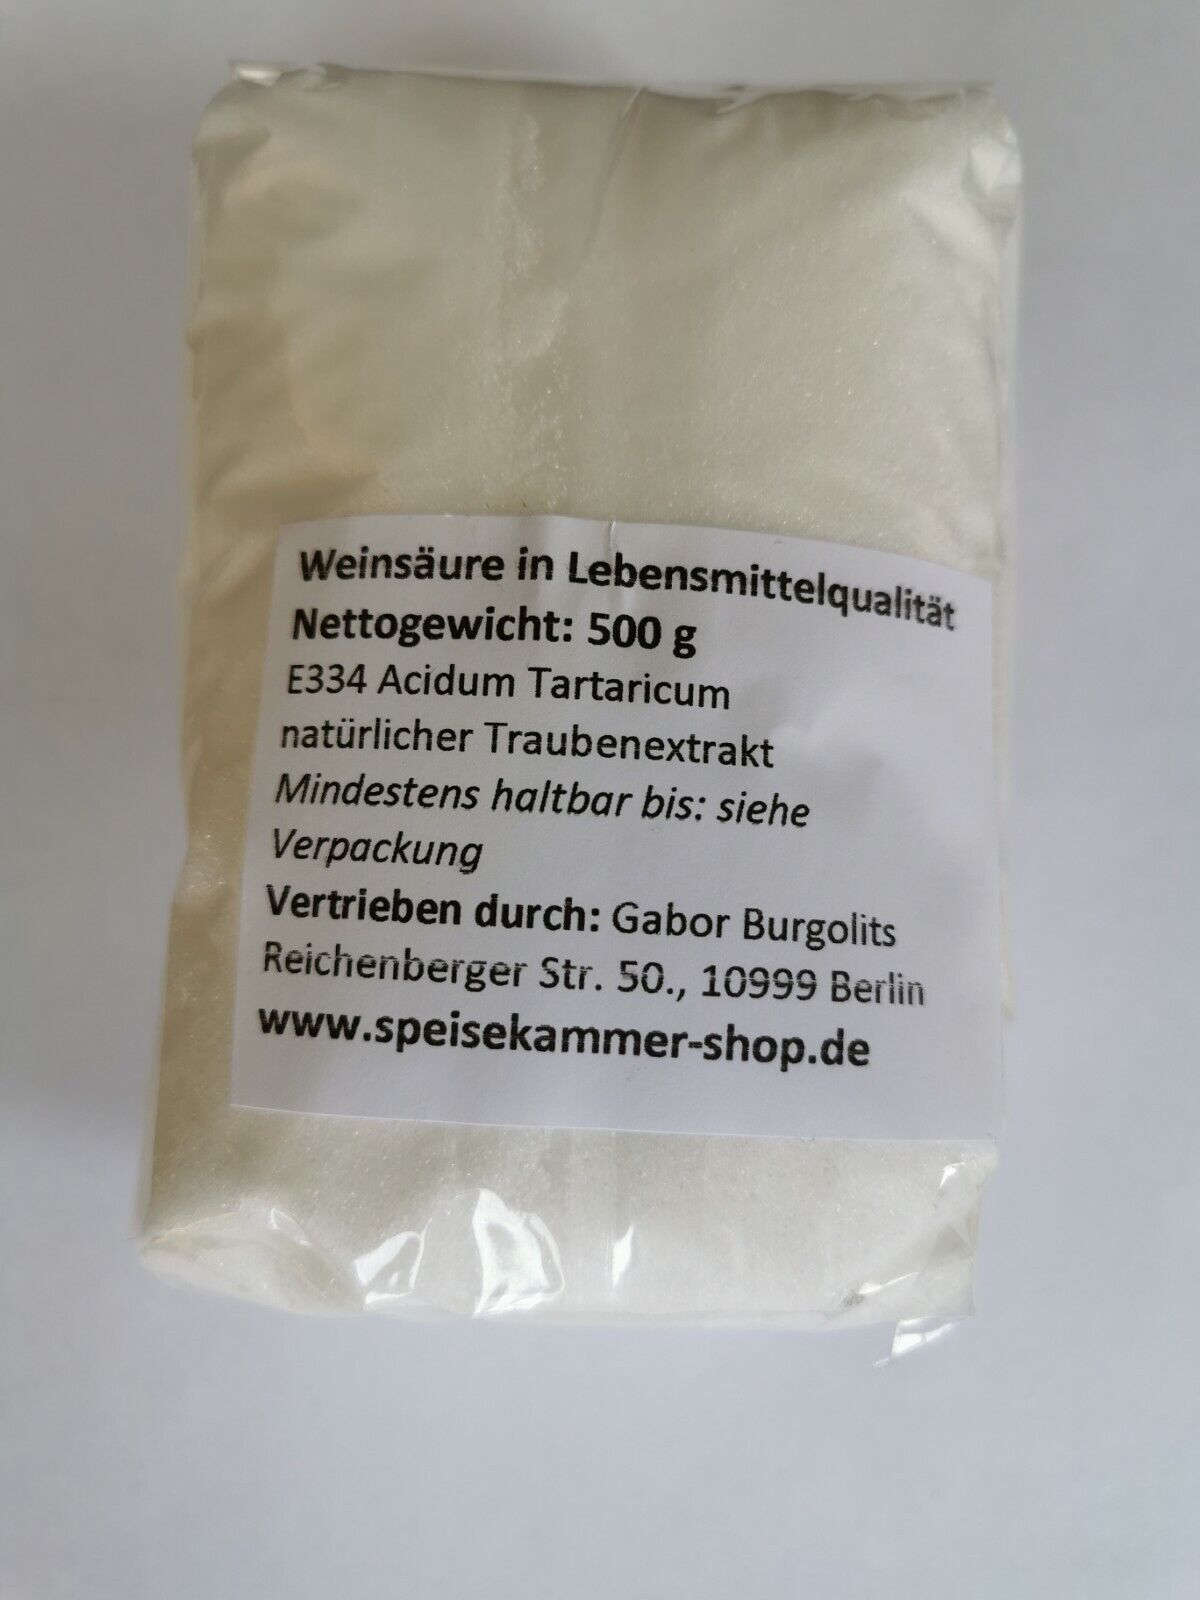 Weinsäure in Lebensmittelqualität
Nettogewicht: 500 g
E334 Acidum Tartaricum
natürlicher Traubenextrakt
Mindestens haltbar bis: siehe
Verpackung
Vertrieben durch: Gabor Burgolits
Reichenberger Str. 50., 10999 Berlin
www.speisekammer-shop.de